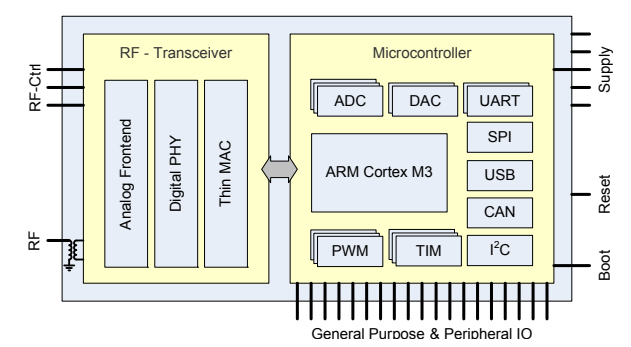 RF - Transceiver
Microcontroller
RF-Ctrl
RF
Analog Frontend
Digital PHY
Thin MAC
ADC
DAC
UART
SPI
ARM Cortex M3
USB
CAN
PWM
TIM
I²C
Supply
Reset
Boot
General Purpose & Peripheral IO